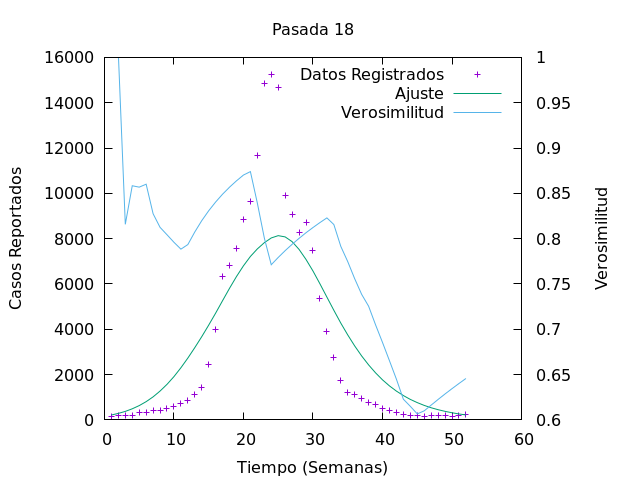 Pasada 18
16000 1
Datos Registrados
14000 0.95
Ajuste
Verosimilitud
12000 0.9
10000 0.85
8000 0.8
6000 0.75
4000 0.7
2000 0.65
0 0.6
0 10 20 30 40 50 60
Casos Reportados
Verosimilitud
Tiempo (Semanas)